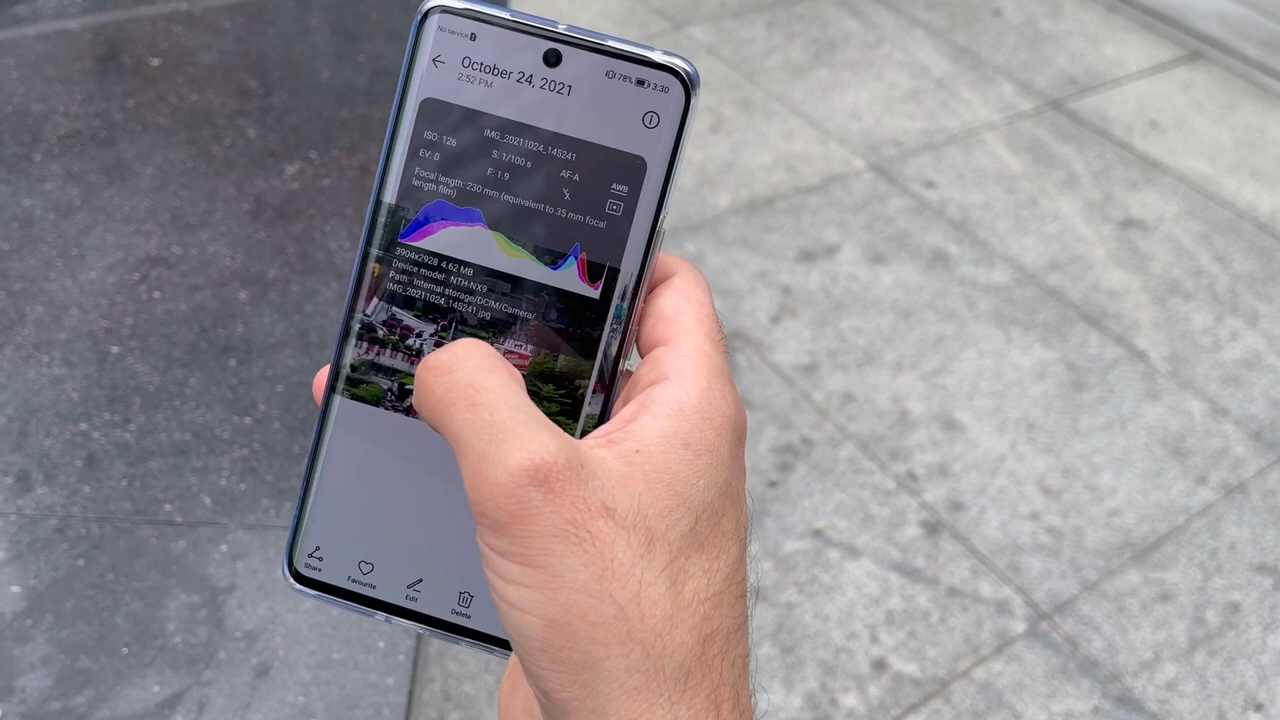 No service
78% 3:30
October 24, 2021
2:52 PM
IMG_20211024_145241
ISO: 126
S: 1/100 s
AF-A
EV: 0
F: 1.9
AWB
Focal length: 230 mm (equivalent to 35 mm focal
length film)
3904x2928 4.62 MB
Device model: NTH-NX9
Path: Internal storage/DCIM/Camera/
IMG_20211024_145241.jpg
Share
Favourite
Edit
Delete